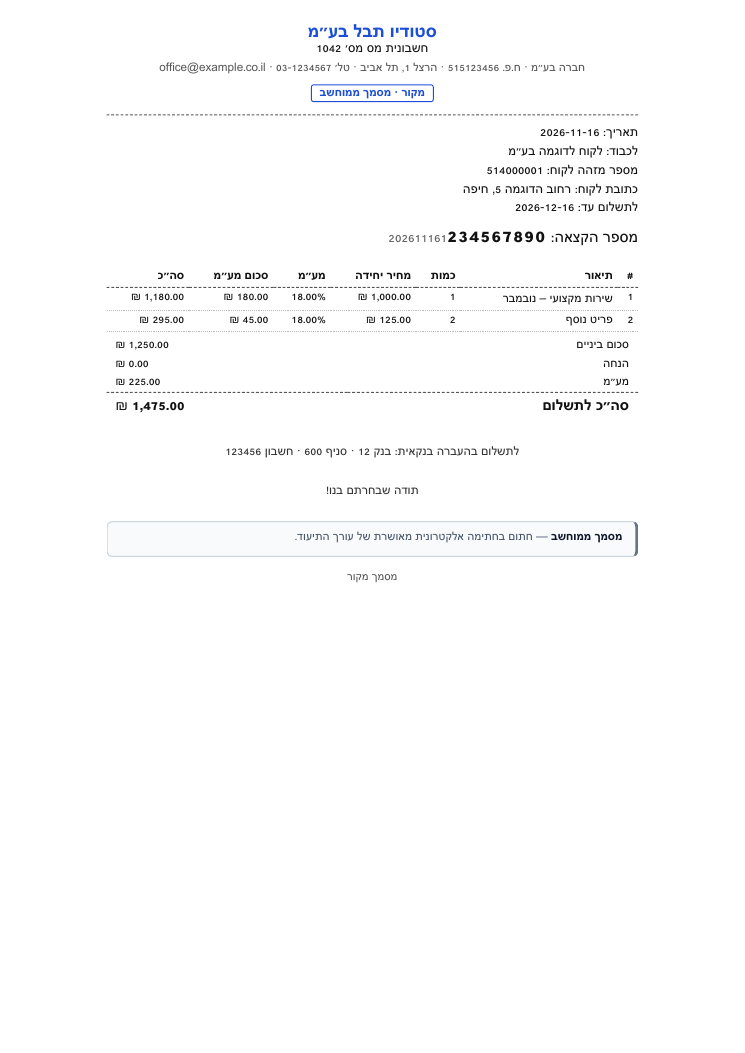 סטודיו תבל בע״מ
חשבונית מס מס׳ 1042
חברה בע״מ · ח.פ. 515123456 · הרצל 1, תל אביב · טל׳ 03-1234567 · office@example.co.il
מקור · מסמך ממוחשב
תאריך: 2026-11-16
לכבוד: לקוח לדוגמה בע״מ
מספר מזהה לקוח: 514000001
כתובת לקוח: רחוב הדוגמה 5, חיפה
לתשלום עד: 2026-12-16
מספר הקצאה: 202611161234567890
# תיאור כמות מחיר יחידה מע״מ סכום מע״מ סה״כ
1 שירות מקצועי – נובמבר 1 1,000.00 ₪ 18.00% 180.00 ₪ 1,180.00 ₪
2 פריט נוסף 2 125.00 ₪ 18.00% 45.00 ₪ 295.00 ₪
סכום ביניים 1,250.00 ₪
הנחה 0.00 ₪
מע״מ 225.00 ₪
סה״כ לתשלום 1,475.00 ₪
לתשלום בהעברה בנקאית: בנק 12 · סניף 600 · חשבון 123456
תודה שבחרתם בנו!
מסמך ממוחשב — חתום בחתימה אלקטרונית מאושרת של עורך התיעוד.
מסמך מקור